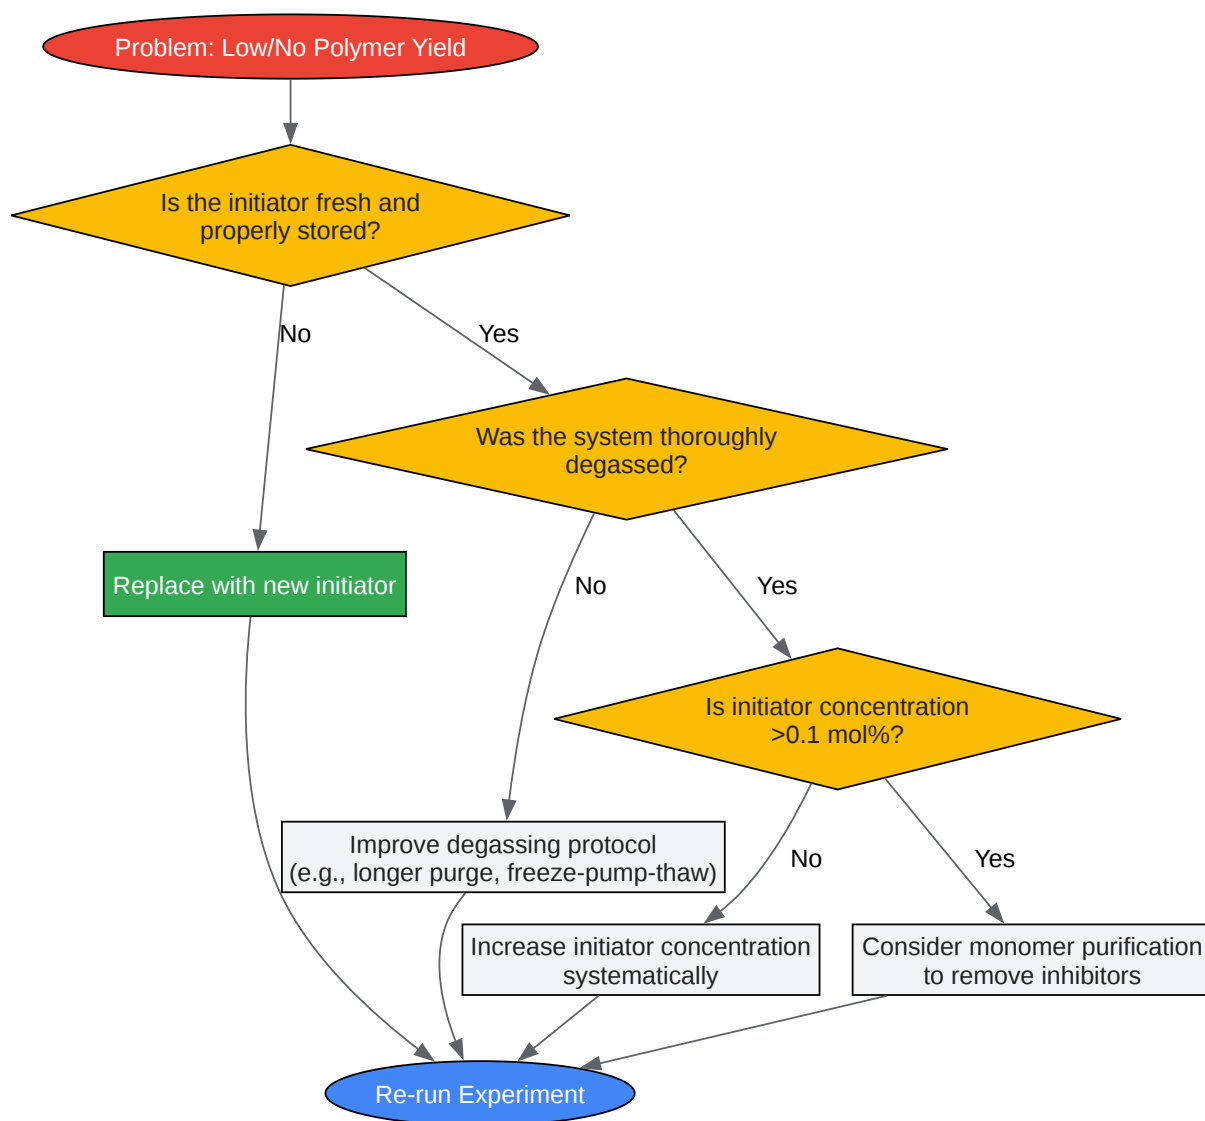 Problem: Low/No Polymer Yield
Is the initiator fresh and
properly stored?
No
Yes
Was the system thoroughly
degassed?
Replace with new initiator
No
Yes
Is initiator concentration
>0.1 mol%?
Improve degassing protocol
(e.g., longer purge, freeze-pump-thaw)
No
Yes
Increase initiator concentration
systematically
Consider monomer purification
to remove inhibitors
Re-run Experiment